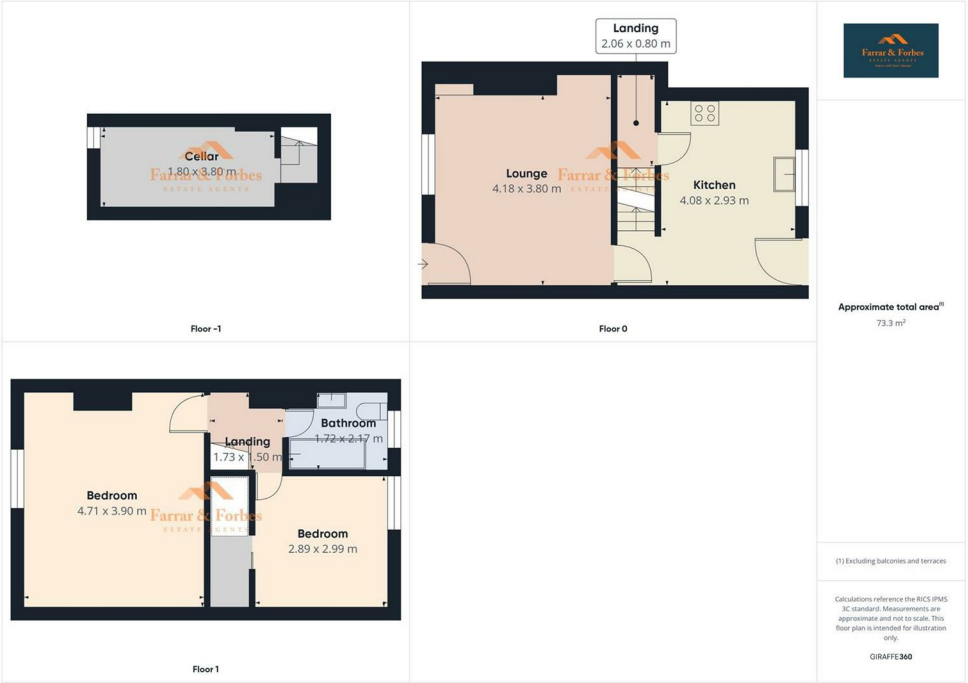 Landing
2.06 x 0.80 m
Farrar & Forbes
ESTATE AGENTS
Cellar
1.80 x 3.80 m
Farrar & Forbes
ESTATE AGENTS
Lounge
4.18 x 3.80 m
Farrar & Forbes
ESTATE AGENTS
Kitchen
4.08 x 2.93 m
Approximate total area(1)
73.3 m²
Floor -1
Floor 0
Landing
1.73 x 1.50 m
Bathroom
1.72 x 2.17 m
Bedroom
4.71 x 3.90 m
Farrar & Forbes
ESTATE AGENTS
Bedroom
2.89 x 2.99 m
(1) Excluding balconies and terraces
Calculations reference the RICS IPMS
3C standard. Measurements are
approximate and not to scale. This
floor plan is intended for illustration
only.
GIRAFFE360
Floor 1